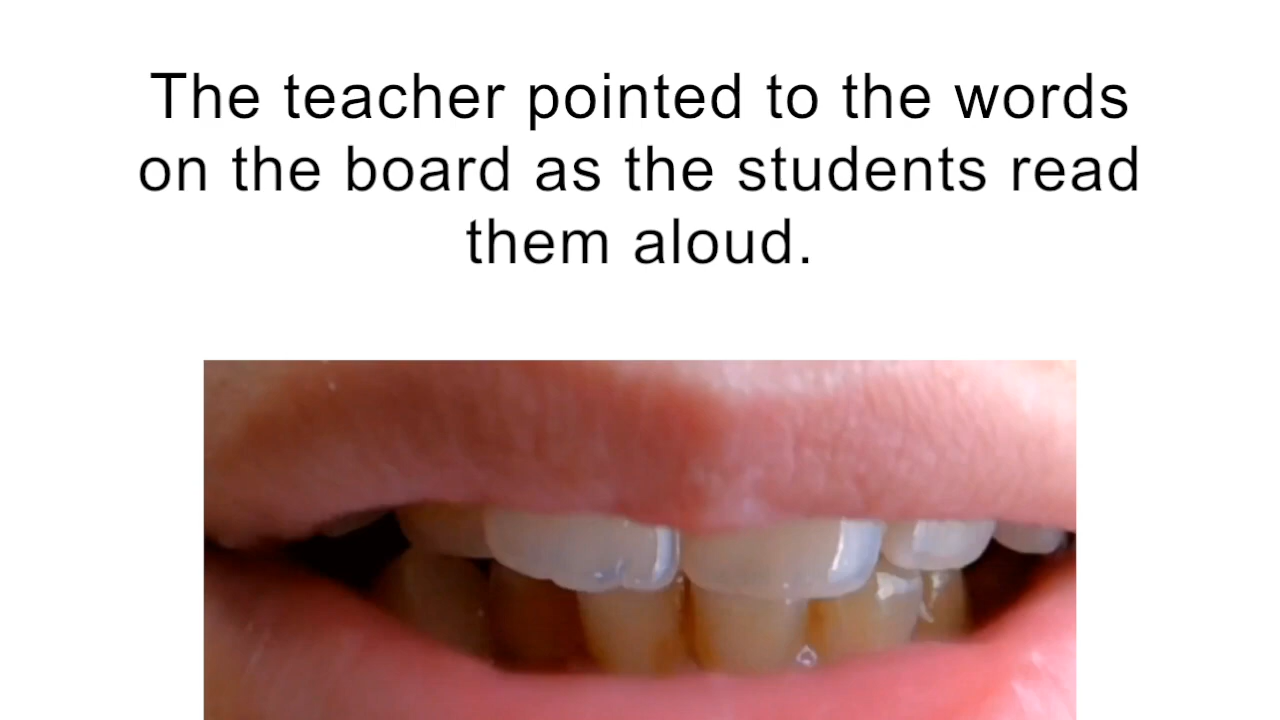 The teacher pointed to the words
on the board as the students read
them aloud.